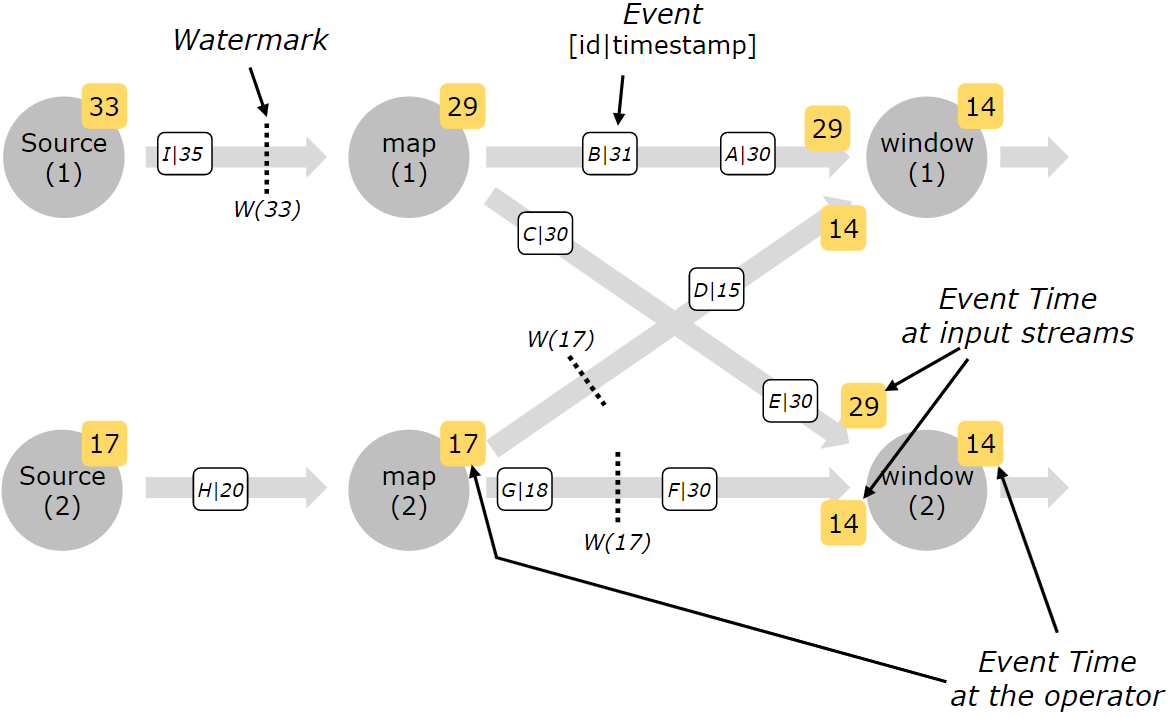 Watermark
Event
[id|timestamp]
33
Source
(1)
I|35
W(33)
29
map
(1)
B|31
A|30
29
14
window
(1)
C|30
14
D|15
Event Time
at input streams
W(17)
E|30
29
17
Source
(2)
H|20
17
map
(2)
G|18
F|30
W(17)
14
14
window
(2)
Event Time
at the operator